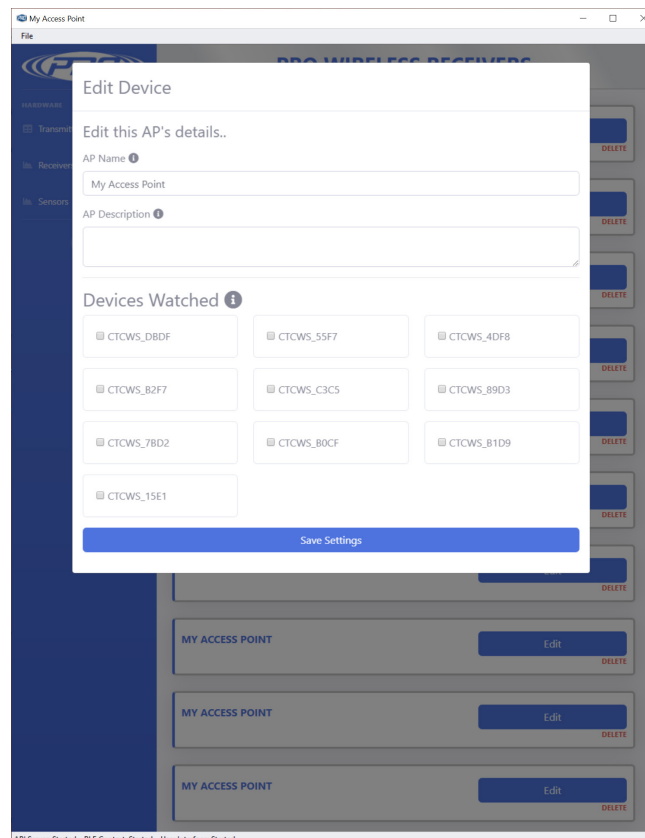 My Access Point
File
PRO WIRELESS RECEIVERS
HARDWARE
Receivers
Sensors
Edit Device
Edit this AP's details..
AP Name
My Access Point
AP Description
Devices Watched
CTCWS_DBDF CTCWS_55F7 CTCWS_4DF8
CTCWS_B2F7 CTCWS_C3C5 CTCWS_89D3
CTCWS_7BD2 CTCWS_B0CF CTCWS_B1D9
CTCWS_15E1
Save Settings
DELETE
DELETE
DELETE
DELETE
DELETE
DELETE
DELETE
MY ACCESS POINT Edit
DELETE
MY ACCESS POINT Edit
DELETE
MY ACCESS POINT Edit
DELETE